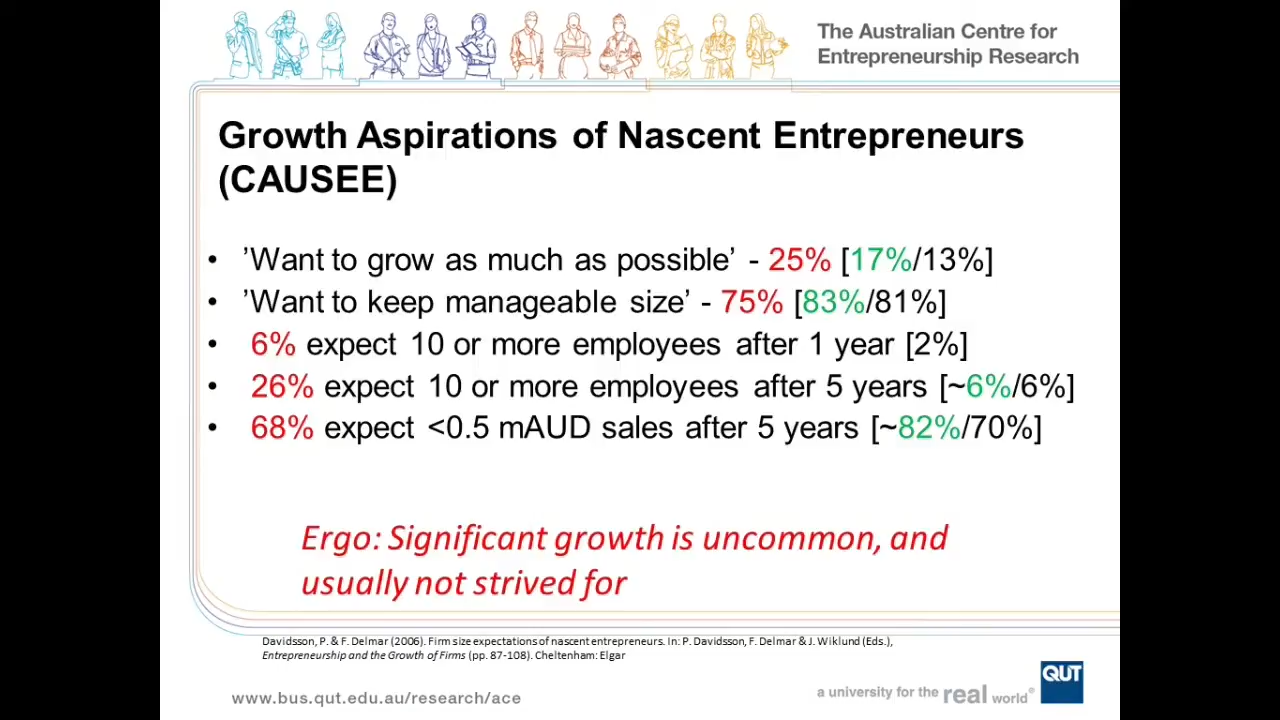 The Australian Centre for
Entrepreneurship Research
Growth Aspirations of Nascent Entrepreneurs
(CAUSEE)
• ’Want to grow as much as possible’ - 25% [17%/13%]
• ’Want to keep manageable size’ - 75% [83%/81%]
• 6% expect 10 or more employees after 1 year [2%]
• 26% expect 10 or more employees after 5 years [~6%/6%]
• 68% expect <0.5 mAUD sales after 5 years [~82%/70%]
Ergo: Significant growth is uncommon, and
usually not strived for
Davidsson, P. & F. Delmar (2006). Firm size expectations of nascent entrepreneurs. In: P. Davidsson, F. Delmar & J. Wiklund (Eds.),
Entrepreneurship and the Growth of Firms (pp. 87-108). Cheltenham: Elgar
www.bus.qut.edu.au/research/ace
a university for the real world®
QUT